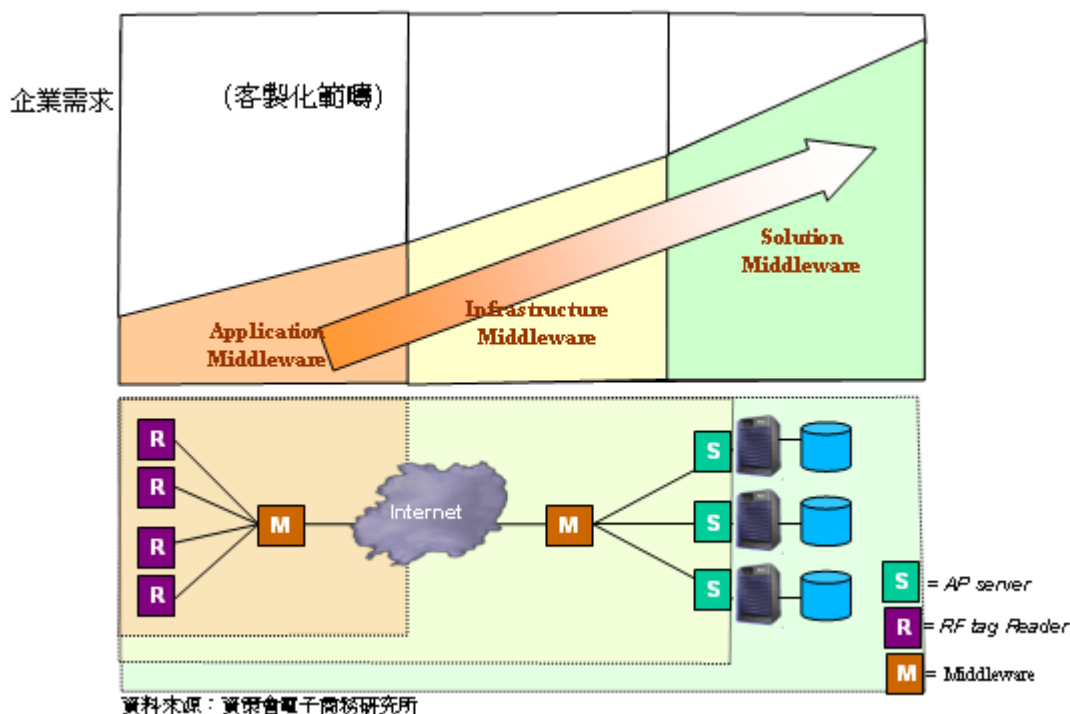 企業需求
(客製化範疇)
Solution
Middleware
Infrastructure
Middleware
Application
Middleware
R
R
R
R
M
Internet
M
S
S
S
S = AP server
R = RF tag Reader
M = Middleware
資料來源：資策會電子商務研究所